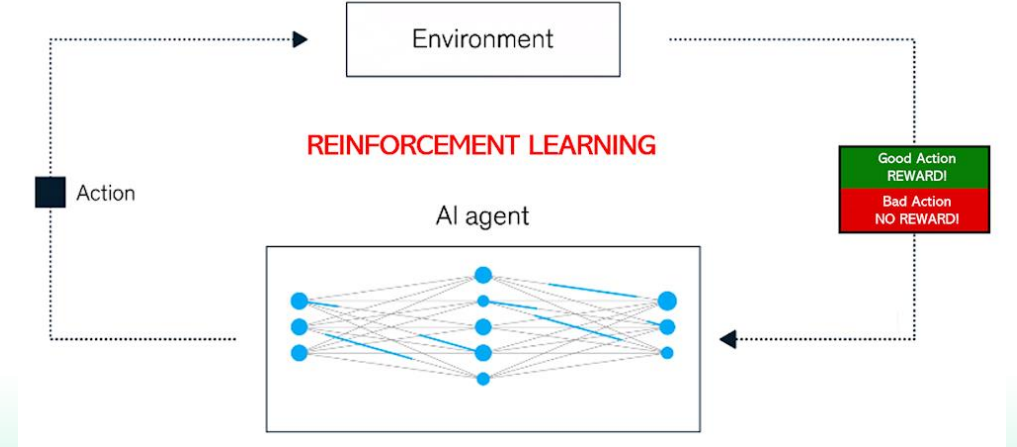 Environment
REINFORCEMENT LEARNING
Good Action
REWARD!
Bad Action
NO REWARD!
Action
AI agent